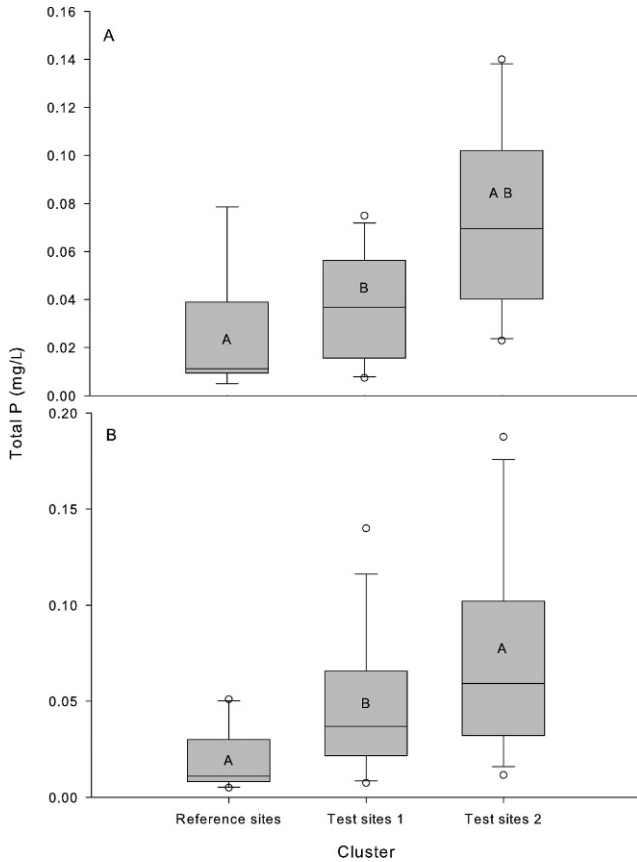 A
0.16
0.14
0.12
0.10
0.08
0.06
0.04
0.02
0.00
A
B
A B
Total P (mg/L)
B
0.20
0.15
0.10
0.05
0.00
A
B
A
Reference sites
Test sites 1
Test sites 2
Cluster